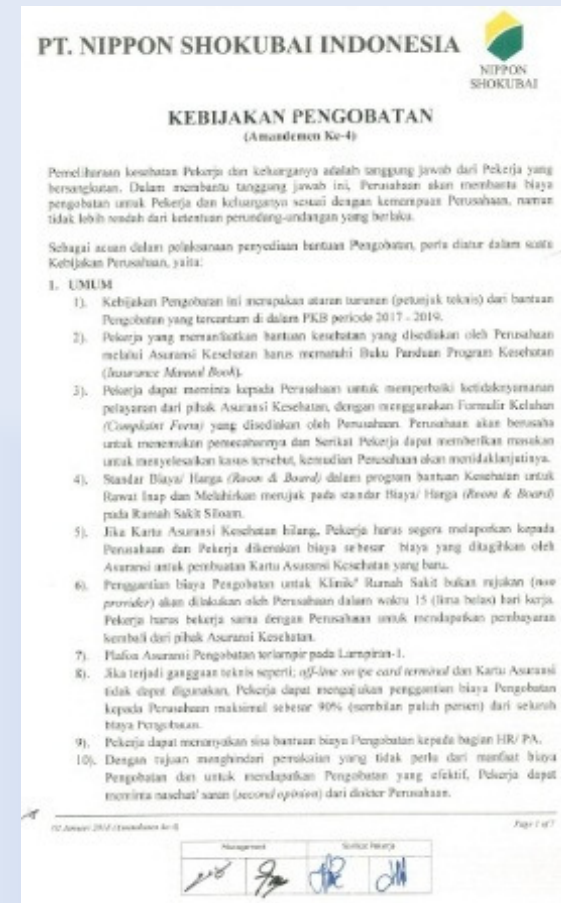 PT. NIPPON SHOKUBAI INDONESIA
NIPPON
SHOKUBAI
KEBIJAKAN PENGOBATAN
(Amandemen Ke-4)
Pemeliharaan kesehatan Pekerja dan keluarganya adalah tanggung jawab dari Pekerja yang
bersangkutan. Dalam membantu tanggung jawab ini, Perusahaan akan membantu biaya
pengobatan untuk Pekerja dan keluarganya sesuai dengan kemampuan Perusahaan, namun
tidak lebih rendah dari ketentuan perundang-undangan yang berlaku.
Sebagai acuan dalam pelaksanaan penyediaan bantuan Pengobatan, perlu diatur dalam suatu
Kebijakan Perusahaan, yaitu:
1. UMUM
1). Kebijakan Pengobatan ini merupakan aturan turunan (petunjak teknis) dari bantuan
Pengobatan yang tercantum di dalam PKB periode 2017 - 2019.
2). Pekerja yang memanfaatkan bantuan kesehatan yang disediakan oleh Perusahaan
melalui Asuransi Kesehatan harus mematuhi Buku Panduan Program Kesehatan
(Insurance Manual Book).
3). Pekerja dapat meminta kepada Perusahaan untuk memperbaiki ketidaknyamanan
pelayanan dari pihak Asuransi Kesehatan, dengan menggunakan Formulir Keluhan
(Complaint Form) yang disediakan oleh Perusahaan. Perusahaan akan berusaha
untuk menemukan pemecahannya dan Serikat Pekerja dapat memberikan masukan
untuk menyelesaikan kasus tersebut, kemudian Perusahaan akan menindaklanjutinya.
4). Standar Biaya/ Harga (Room & Board) dalam program bantuan Kesehatan untuk
Rawat Inap dan Melahirkan merujak pada standar Biaya/ Harga (Room & Board)
pada Rumah Sakit Siloam.
5). Jika Kartu Asuransi Kesehatan hilang, Pekerja harus segera melaporkan kepada
Perusahaan dan Pekerja dikenakan biaya sebesar biaya yang ditagihkan oleh
Asuransi untuk pembuatan Kartu Asuransi Kesehatan yang baru.
6). Penggantian biaya Pengobatan untuk Klinik/ Rumah Sakit bukan rujukan (non
provider) akan dilakukan oleh Perusahaan dalam waktu 15 (lima belas) hari kerja.
Pekerja harus bekerja sama dengan Perusahaan untuk mendapatkan pembayaran
kembali dari pihak Asuransi Kesehatan.
7). Plafon Asuransi Pengobatan terlampir pada Lampiran-1.
8). Jika terjadi gangguan teknis seperti; off-line swipe card terminal dan Kartu Asuransi
tidak dapat digunakan, Pekerja dapat mengajukan penggantian biaya Pengobatan
kepada Perusahaan maksimal sebesar 90% (sembilan puluh persen) dari seluruh
biaya Pengobatan.
9). Pekerja dapat menanyakan sisa bantuan biaya Pengobatan kepada bagian HR/ PA.
10). Dengan tujuan menghindari pemakaian yang tidak perlu dari manfaat biaya
Pengobatan dan untuk mendapatkan Pengobatan yang efektif, Pekerja dapat
meminta nasehat/ saran (second opinion) dari dokter Perusahaan.
02 Januari 2018 (Amandemen ke-4)
Page 1 of 7
Management
Serikat Pekerja